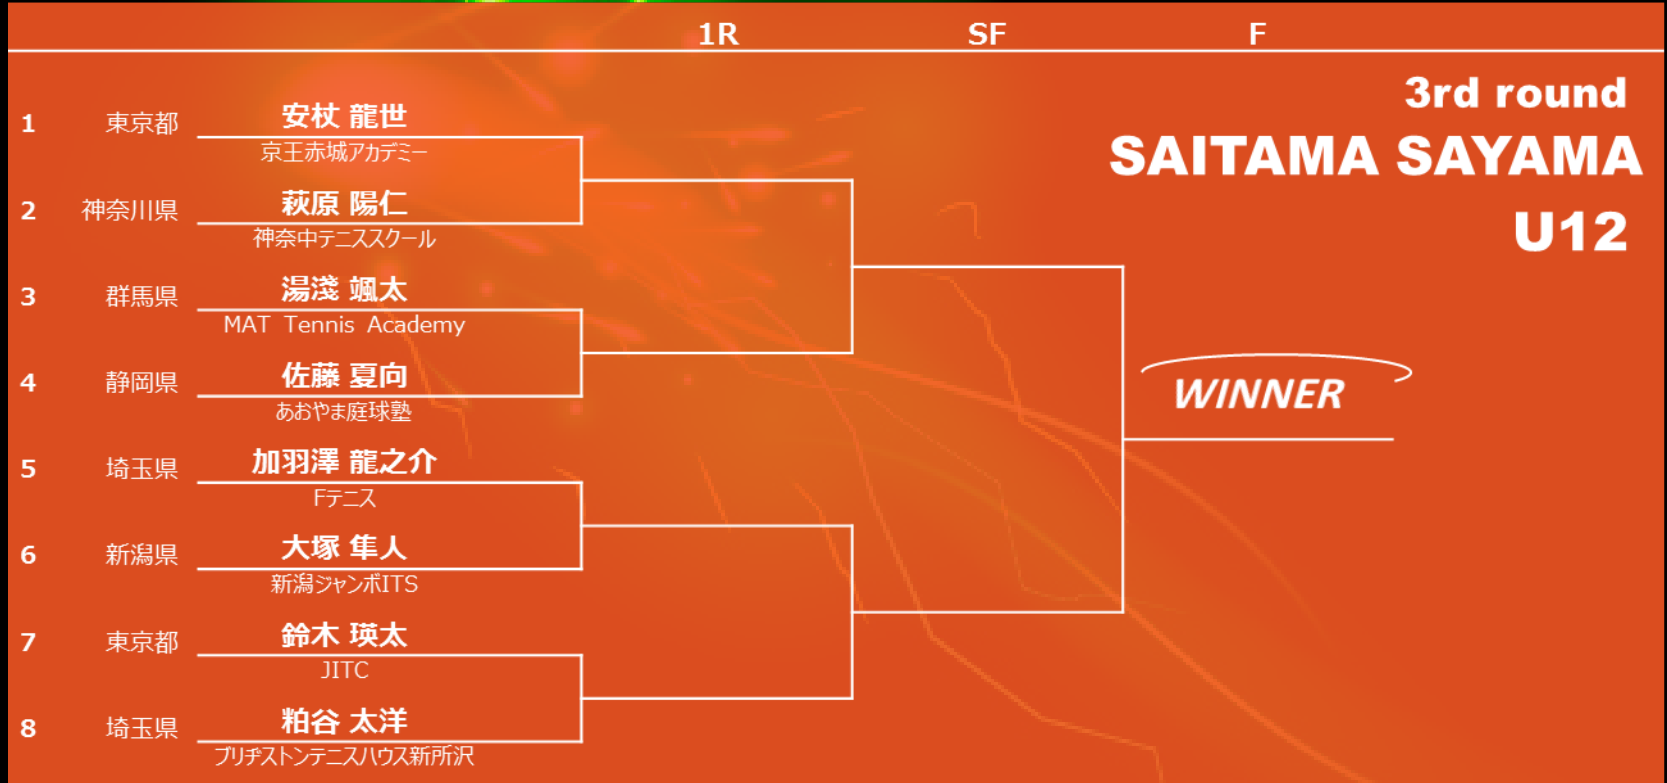 1R SF F
3rd round
SAITAMA SAYAMA
U12
1 東京都 安杖 龍世
京王赤城アカデミー
2 神奈川県 萩原 陽仁
神奈中テニススクール
3 群馬県 湯淺 颯太
MAT Tennis Academy
4 静岡県 佐藤 夏向
あおやま庭球塾
WINNER
5 埼玉県 加羽澤 龍之介
Fテニス
6 新潟県 大塚 隼人
新潟ジャンボITS
7 東京都 鈴木 瑛太
JITC
8 埼玉県 粕谷 太洋
ブリヂストンテニスハウス新所沢